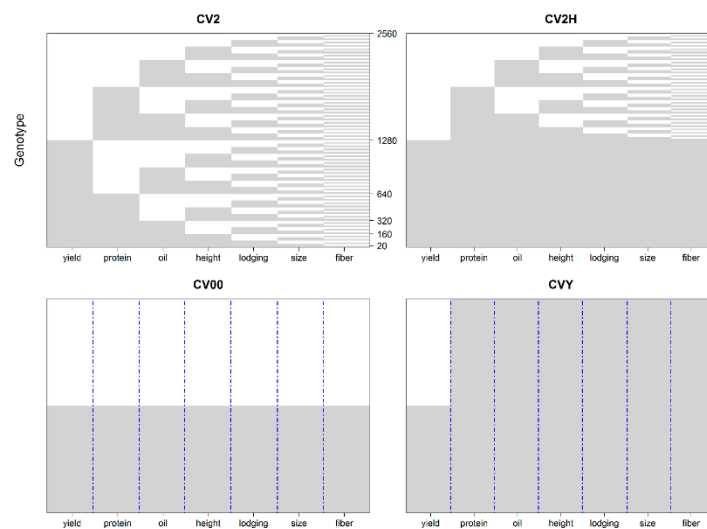 CV2
CV2H
Genotype
2560
1280
640
320
160
20
yield protein oil height lodging size fiber
yield protein oil height lodging size fiber
CV00
CVY
yield protein oil height lodging size fiber
yield protein oil height lodging size fiber